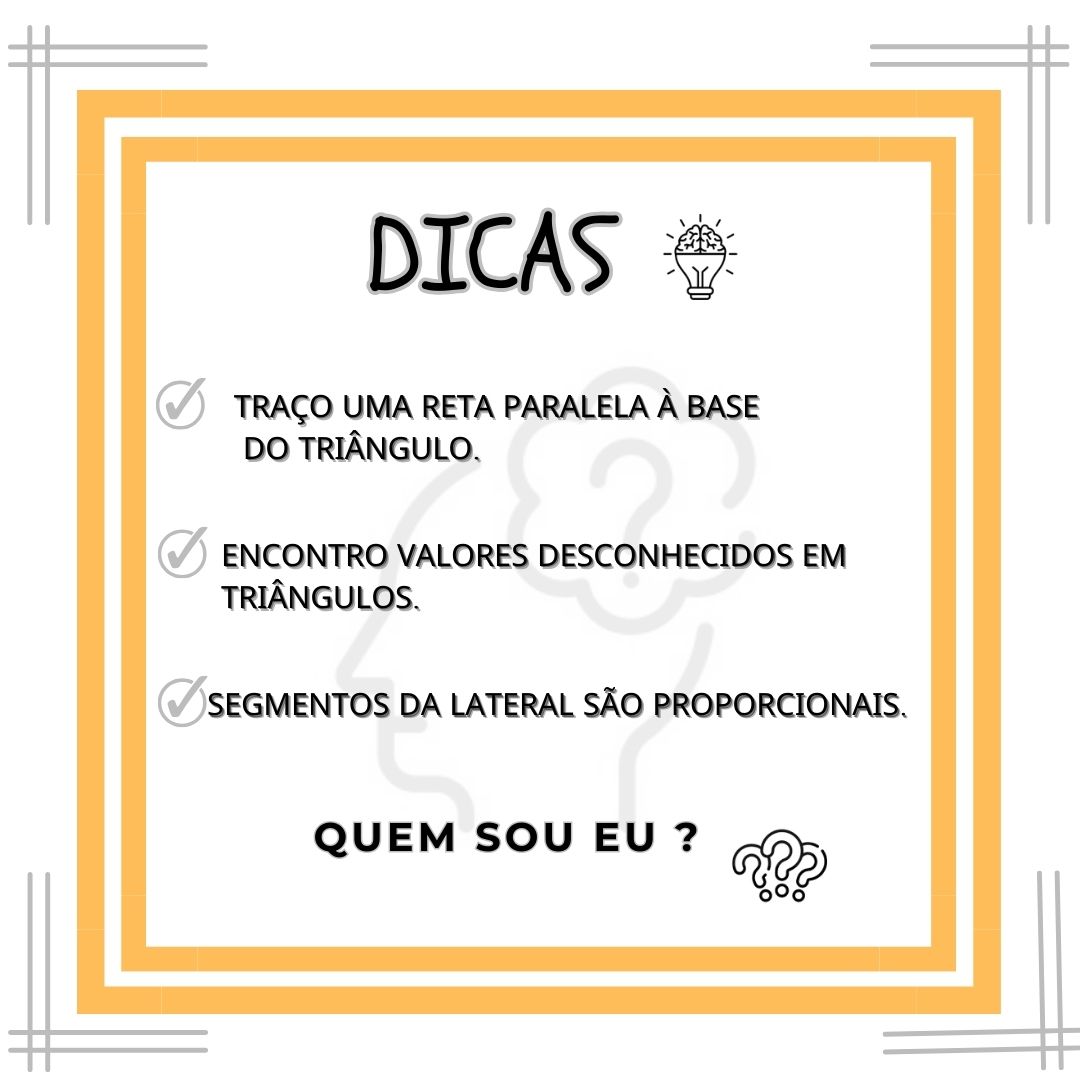 DICAS
TRAÇO UMA RETA PARALELA À BASE
DO TRIÂNGULO.
ENCONTRO VALORES DESCONHECIDOS EM
TRIÂNGULOS.
SEGMENTOS DA LATERAL SÃO PROPORCIONAIS.
QUEM SOU EU ?